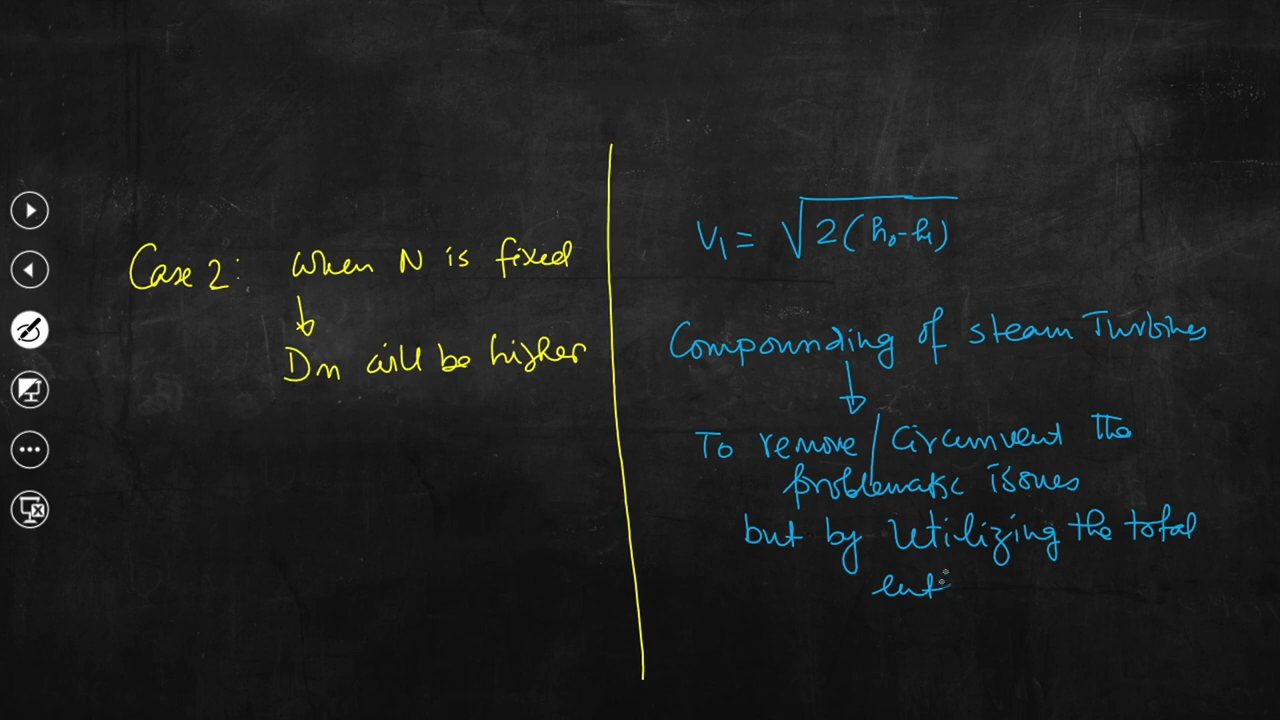 Case 2: when N is fixed
↓
Dm will be higher
V₁ = √2(h₀-h₁)
Compounding of steam Turbines
↓
To remove/Circumvent the
problematic issues
but by Utilizing the total
ent